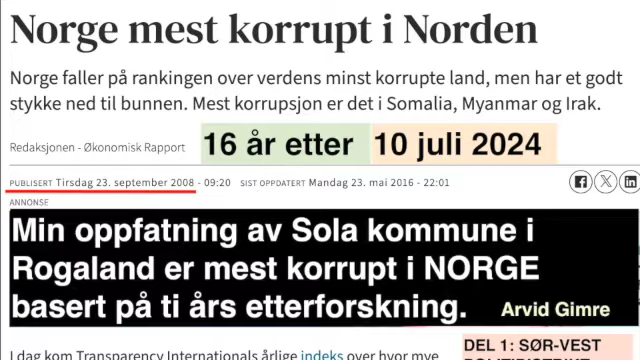 Norge mest korrupt i Norden
Norge faller på rankingen over verdens minst korrupte land, men har et godt
stykke ned til bunnen. Mest korrupsjon er det i Somalia, Myanmar og Irak.
Redaksjonen - Økonomisk Rapport 16 år etter 10 juli 2024
PUBLISERT Tirsdag 23. september 2008 - 09:20 SIST OPPDATERT Mandag 23. mai 2016 - 22:01
ANNONSE
Min oppfatning av Sola kommune i
Rogaland er mest korrupt i NORGE
basert på ti års etterforskning. Arvid Gimre
I dag kom Transparency Internationals årlige indeks over hvor mye
DEL 1: SØR-VEST